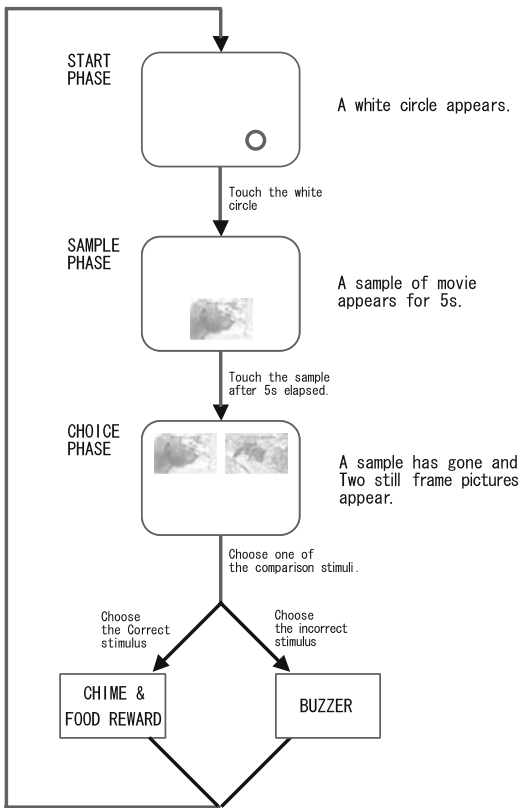 START
PHASE
A white circle appears.
Touch the white
circle
SAMPLE
PHASE
A sample of movie
appears for 5s.
Touch the sample
after 5s elapsed.
CHOICE
PHASE
A sample has gone and
Two still frame pictures
appear.
Choose one of
the comparison stimuli.
Choose
the Correct
stimulus
Choose
the incorrect
stimulus
CHIME &
FOOD REWARD
BUZZER